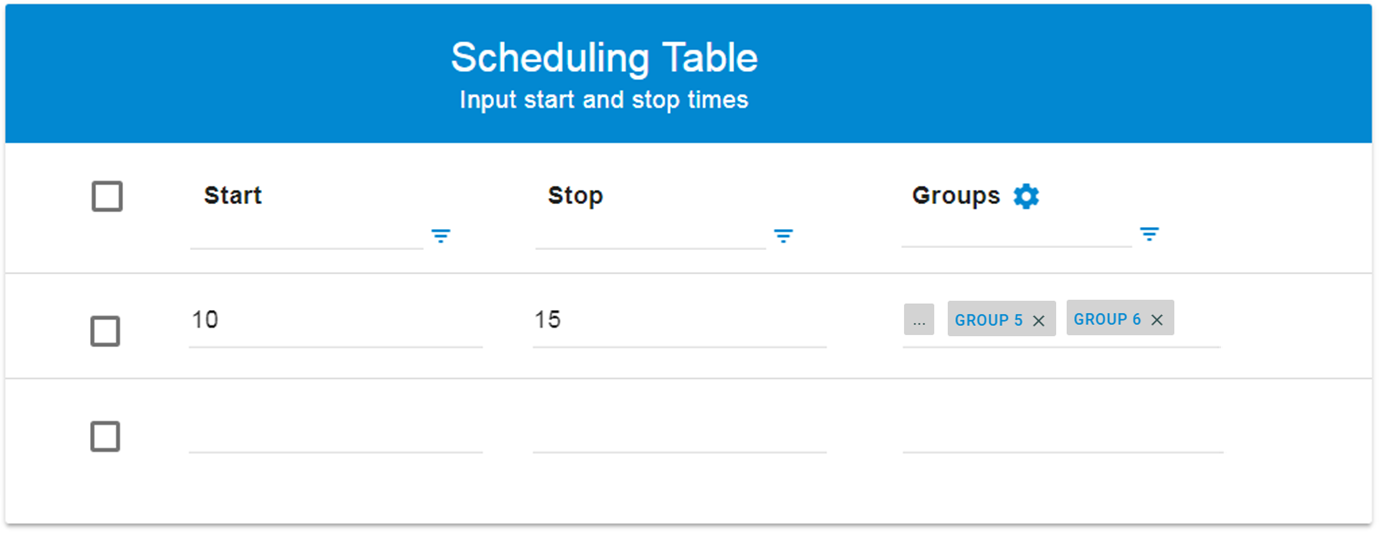 Scheduling Table
Input start and stop times
Start Stop Groups
10 15 ... GROUP 5 × GROUP 6 ×